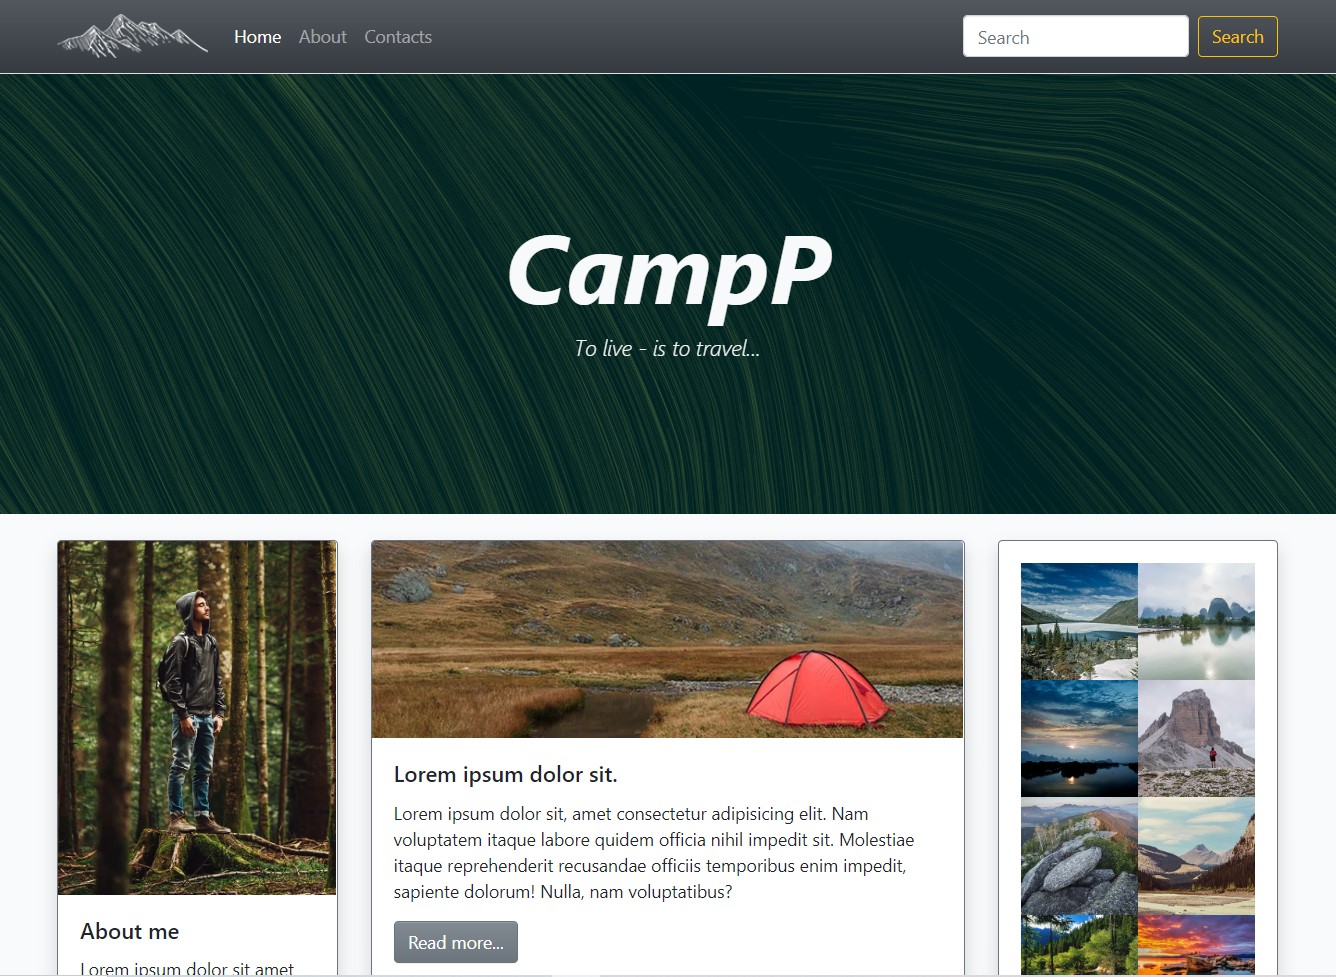 Home About Contacts
Search
Search
CampP
To live - is to travel...
About me
Lorem ipsum dolor sit amet
Lorem ipsum dolor sit.
Lorem ipsum dolor sit, amet consectetur adipisicing elit. Nam
voluptatem itaque labore quidem officia nihil impedit sit. Molestiae
itaque reprehenderit recusandae officiis temporibus enim impedit,
sapiente dolorum! Nulla, nam voluptatibus?
Read more...